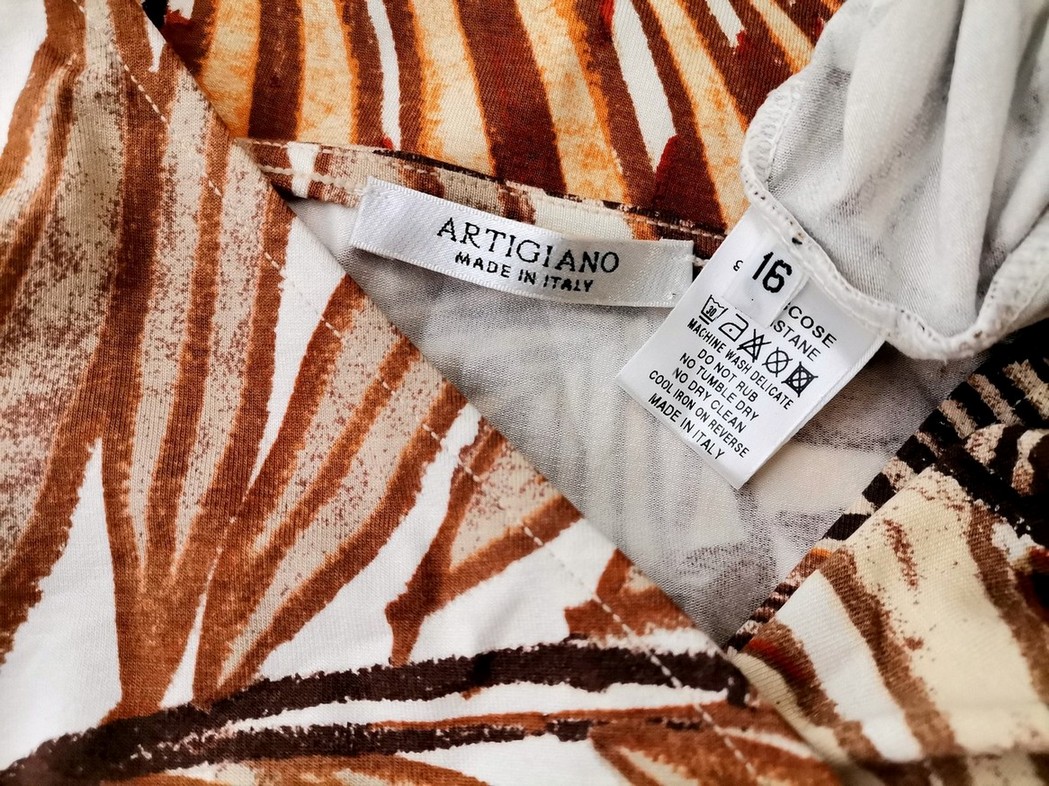 ARTIGIANO
MADE IN ITALY
16
30
MACHINE WASH DELICATE
DO NOT RUB
NO TUMBLE DRY
NO DRY CLEAN
COOL IRON ON REVERSE
MADE IN ITALY